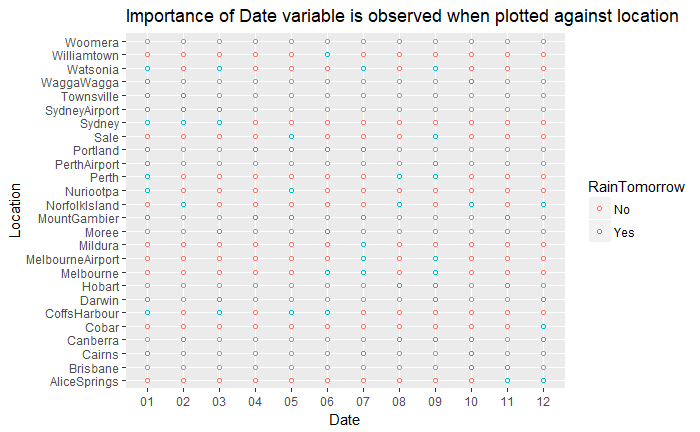 Importance of Date variable is observed when plotted against location
Woomera
Williamtown
Watsonia
WaggaWagga
Townsville
SydneyAirport
Sydney
Sale
Portland
PerthAirport
Perth
Nuriootpa
NorfolkIsland
MountGambier
Moree
Mildura
MelbourneAirport
Melbourne
Hobart
Darwin
CoffsHarbour
Cobar
Canberra
Cairns
Brisbane
AliceSprings
Location
01 02 03 04 05 06 07 08 09 10 11 12
Date
RainTomorrow
No
Yes